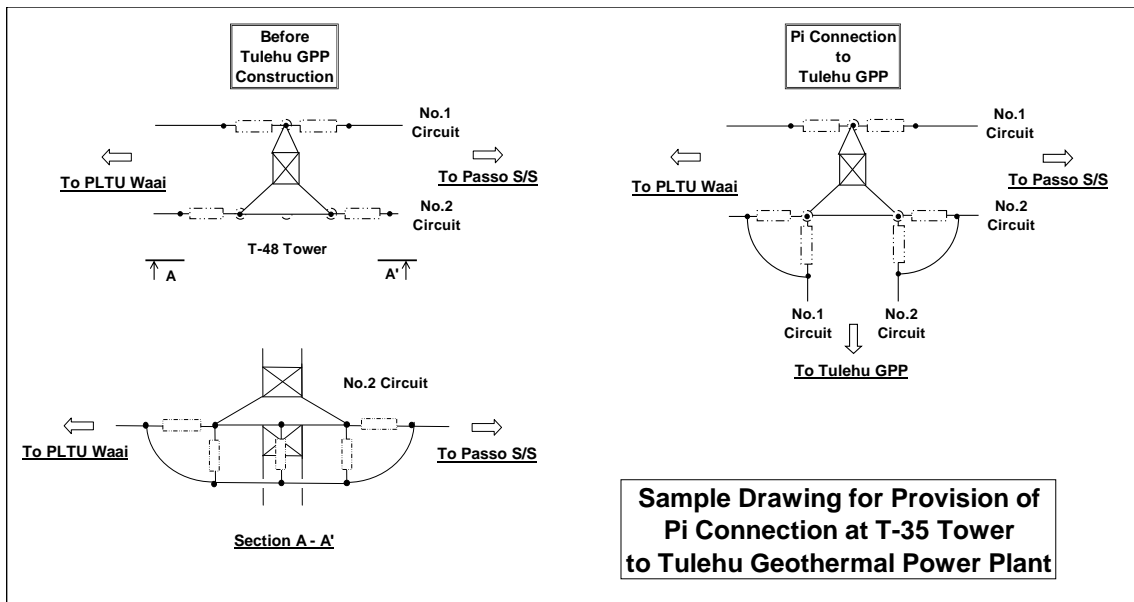 Before
Tulehu GPP
Construction
No.1
Circuit
To PLTU Waai
To Passo S/S
No.2
Circuit
T-48 Tower
A
A'
Pi Connection
to
Tulehu GPP
No.1
Circuit
To PLTU Waai
To Passo S/S
No.2
Circuit
No.1
Circuit
No.2
Circuit
To Tulehu GPP
No.2 Circuit
To PLTU Waai
To Passo S/S
Section A - A'
Sample Drawing for Provision of
Pi Connection at T-35 Tower
to Tulehu Geothermal Power Plant